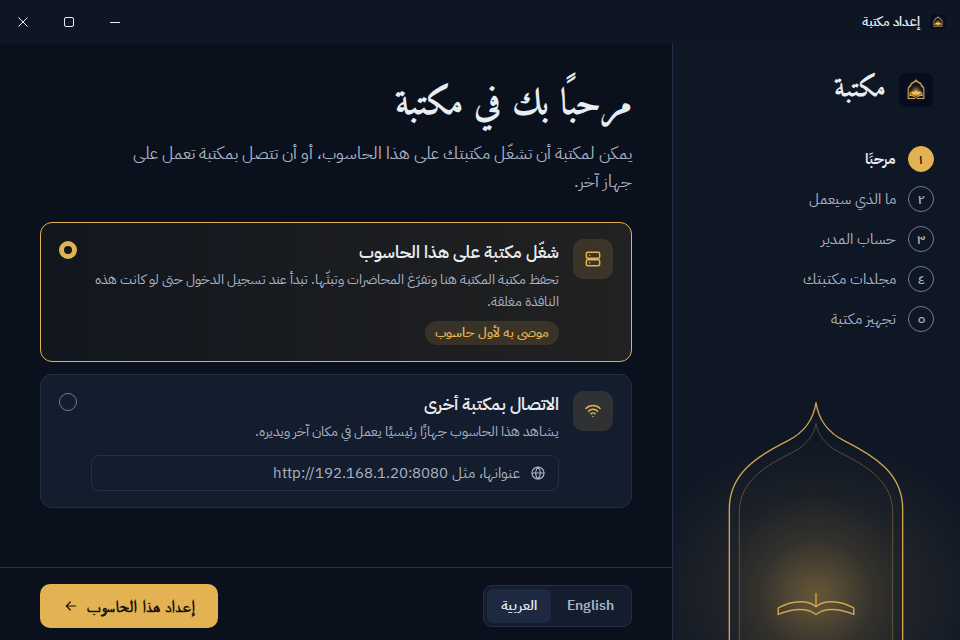 إعداد مكتبة
مكتبة
١ مرحبًا
٢ ما الذي سيعمل
٣ حساب المدير
٤ مجلدات مكتبتك
٥ تجهيز مكتبة
مرحبًا بك في مكتبة
يمكن لمكتبة أن تشغّل مكتبتك على هذا الحاسوب، أو أن تتصل بمكتبة تعمل على
جهاز آخر.
شغّل مكتبة على هذا الحاسوب
تحفظ مكتبة المكتبة هنا وتفرّغ المحاضرات وتبثّها. تبدأ عند تسجيل الدخول حتى لو كانت هذه
النافذة مغلقة.
موصى به لأول حاسوب
الاتصال بمكتبة أخرى
يشاهد هذا الحاسوب جهازًا رئيسيًا يعمل في مكان آخر ويديره.
عنوانها، مثل http://192.168.1.20:8080
English
العربية
إعداد هذا الحاسوب ←